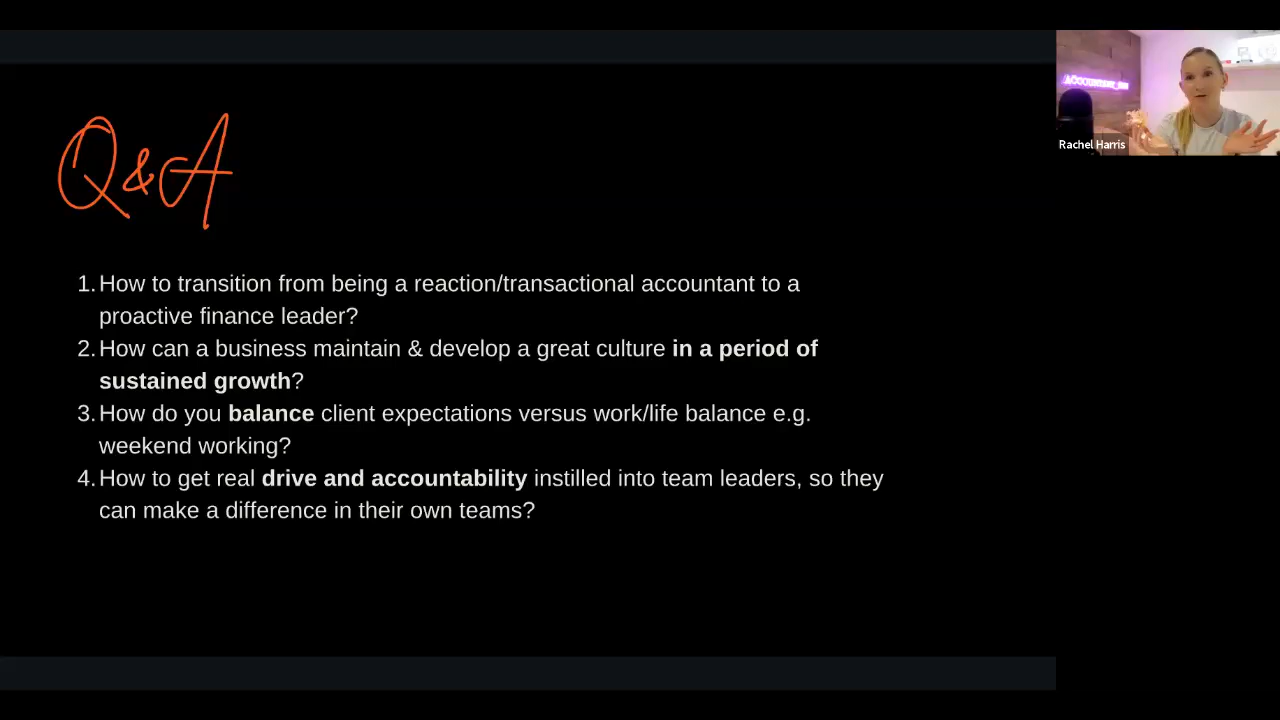 Q&A
1. How to transition from being a reaction/transactional accountant to a
proactive finance leader?
2. How can a business maintain & develop a great culture in a period of
sustained growth?
3. How do you balance client expectations versus work/life balance e.g.
weekend working?
4. How to get real drive and accountability instilled into team leaders, so they
can make a difference in their own teams?
Rachel Harris